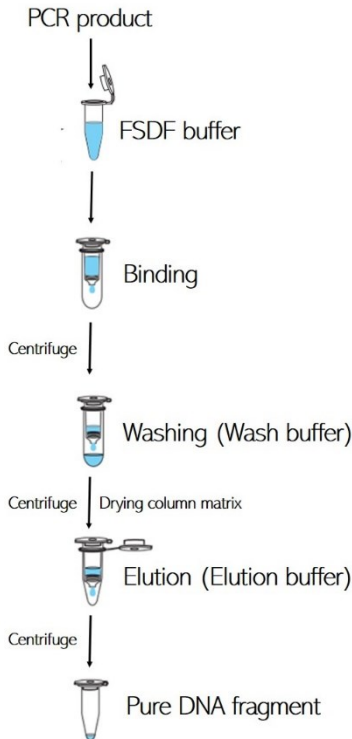 PCR product
FSDF buffer
Binding
Centrifuge
Washing (Wash buffer)
Centrifuge Drying column matrix
Elution (Elution buffer)
Centrifuge
Pure DNA fragment